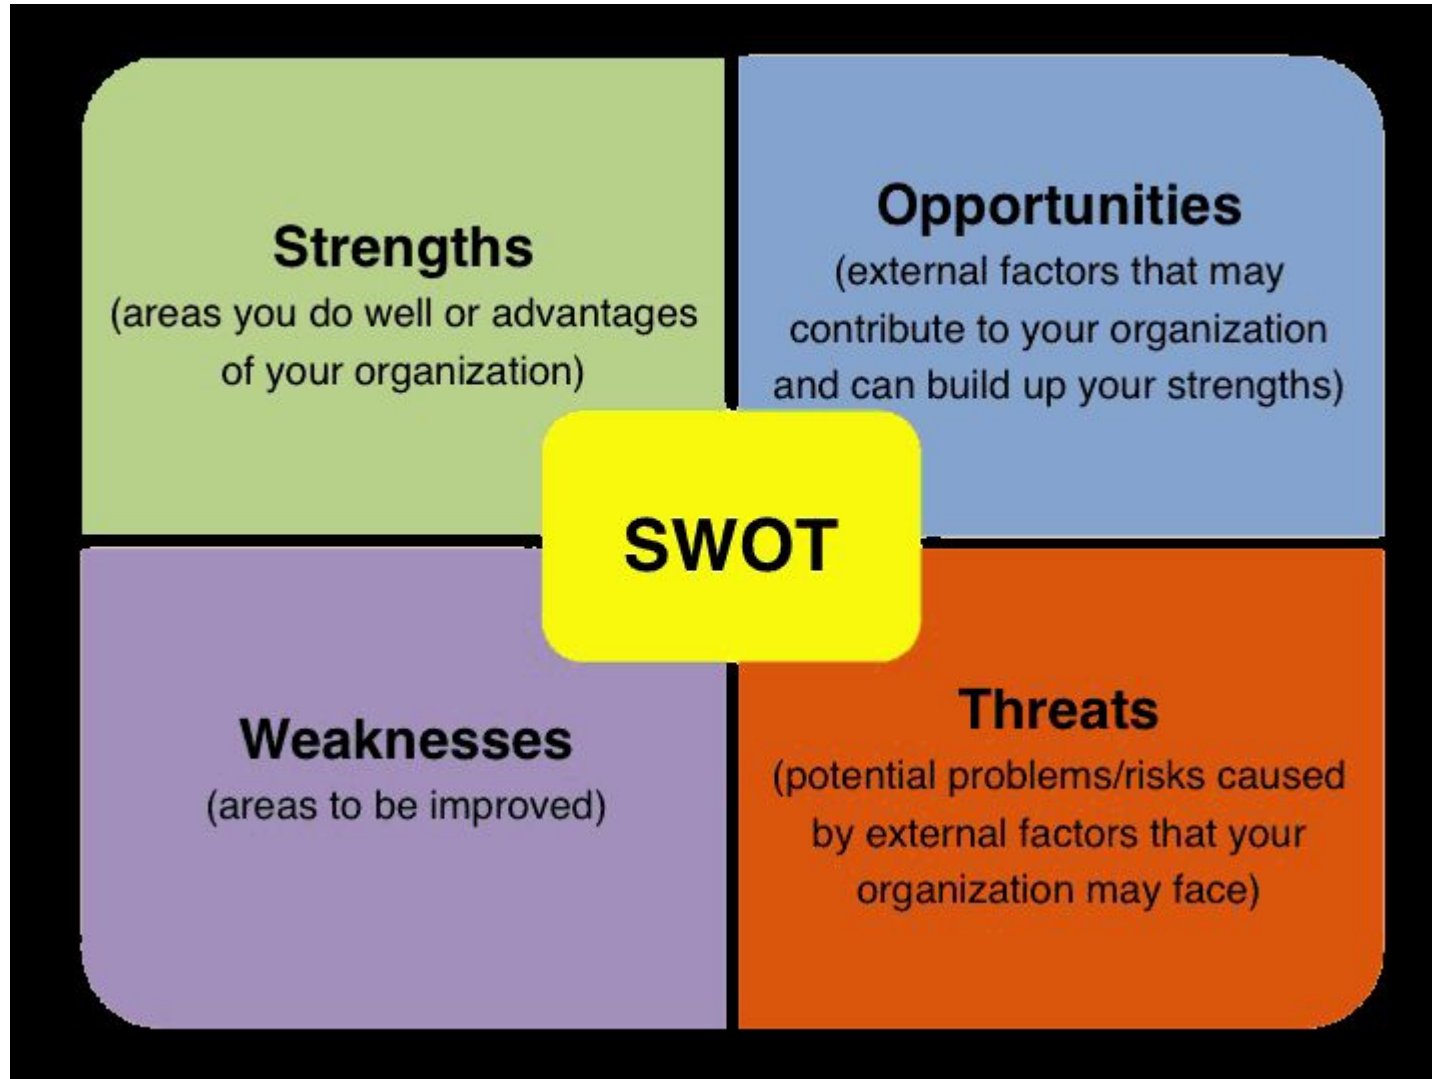 Strengths
(areas you do well or advantages
of your organization)
Opportunities
(external factors that may
contribute to your organization
and can build up your strengths)
SWOT
Weaknesses
(areas to be improved)
Threats
(potential problems/risks caused
by external factors that your
organization may face)